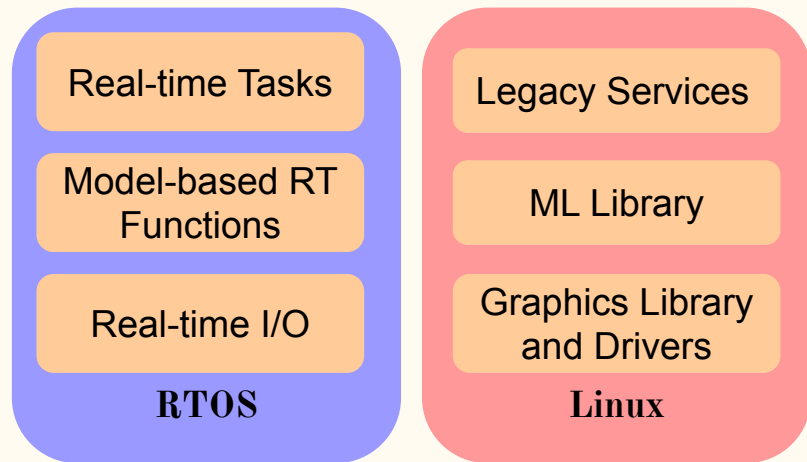 Real-time Tasks
Model-based RT
Functions
Real-time I/O
RTOS
Legacy Services
ML Library
Graphics Library
and Drivers
Linux